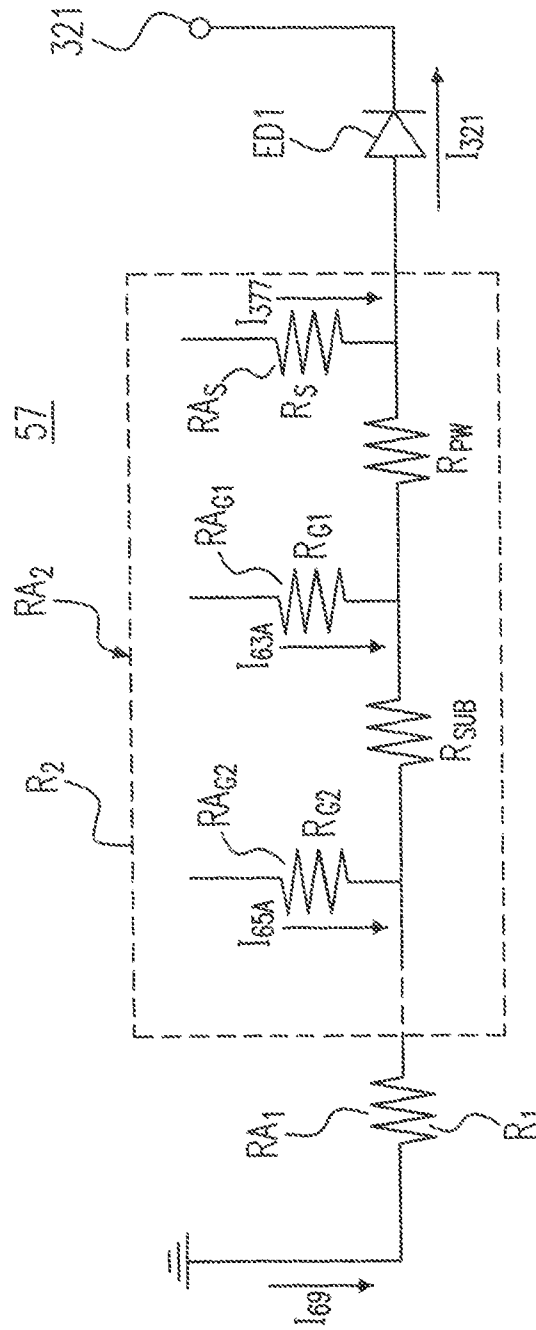 57
321
ED1
I321
I377
RAS
RS
RPW
RA2
RAG1
RG1
I63A
R2
RSUB
RAG2
RG2
I65A
RA1
R1
I69